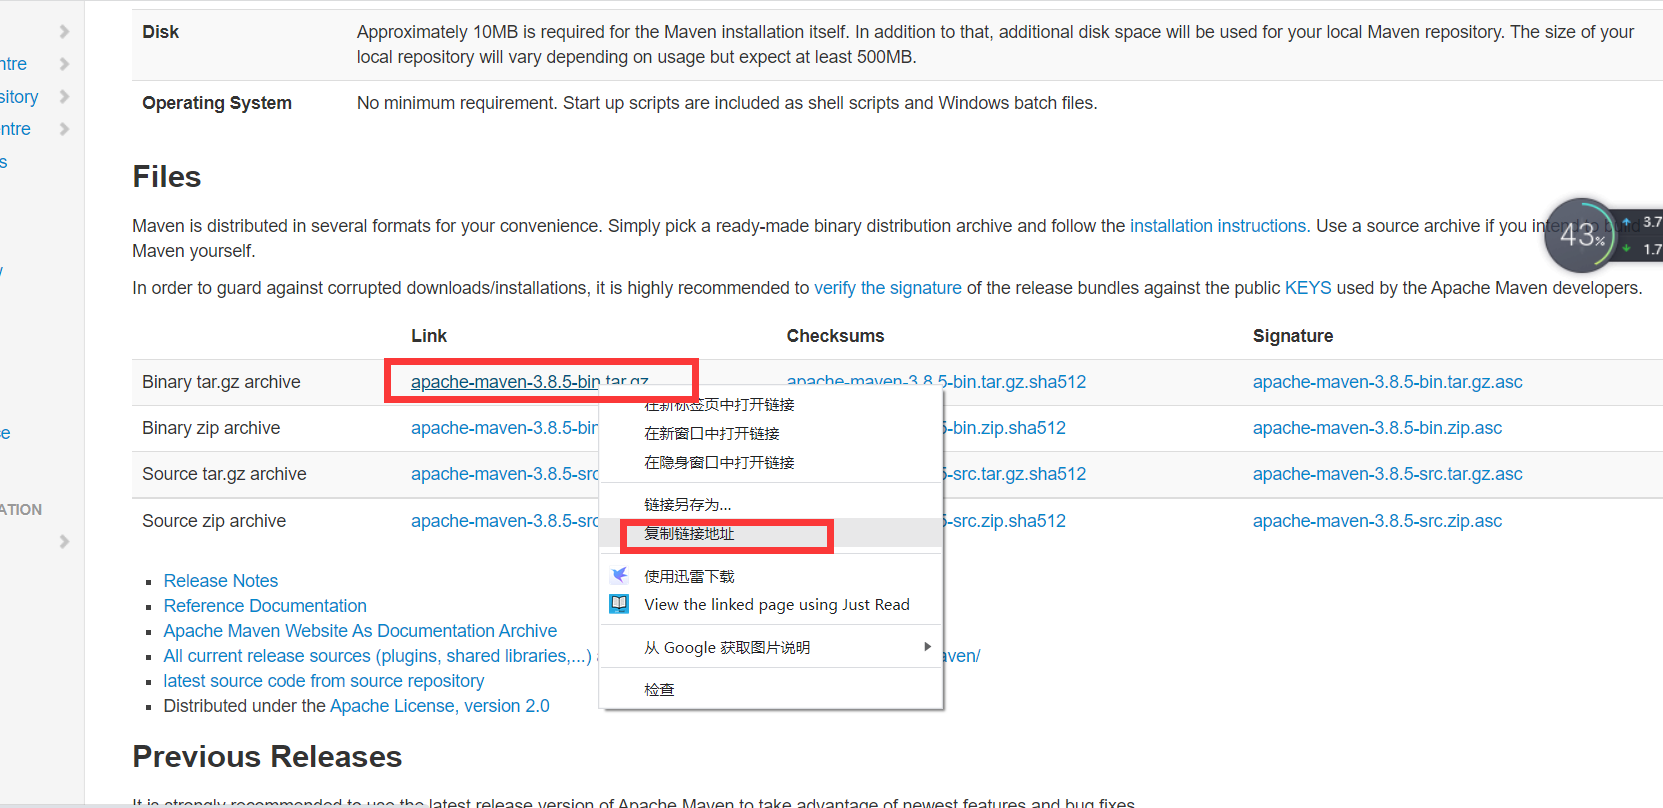 Disk
Approximately 10MB is required for the Maven installation itself. In addition to that, additional disk space will be used for your local Maven repository. The size of your
local repository will vary depending on usage but expect at least 500MB.
Operating System
No minimum requirement. Start up scripts are included as shell scripts and Windows batch files.
ntre
sitory
entre
s
Files
Maven is distributed in several formats for your convenience. Simply pick a ready-made binary distribution archive and follow the installation instructions. Use a source archive if you intend to build
Maven yourself.
43%
3.7
1.7
In order to guard against corrupted downloads/installations, it is highly recommended to verify the signature of the release bundles against the public KEYS used by the Apache Maven developers.
Link Checksums Signature
Binary tar.gz archive apache-maven-3.8.5-bin.tar.gz apache-maven-3.8.5-bin.tar.gz.sha512 apache-maven-3.8.5-bin.tar.gz.asc
Binary zip archive apache-maven-3.8.5-bin -bin.zip.sha512 apache-maven-3.8.5-bin.zip.asc
Source tar.gz archive apache-maven-3.8.5-src 5-src.tar.gz.sha512 apache-maven-3.8.5-src.tar.gz.asc
Source zip archive apache-maven-3.8.5-src -src.zip.sha512 apache-maven-3.8.5-src.zip.asc
ce
ATION
在新标签页中打开链接
在新窗口中打开链接
在隐身窗口中打开链接
链接另存为...
复制链接地址
使用迅雷下载
View the linked page using Just Read
从 Google 获取图片说明
检查
Release Notes
Reference Documentation
Apache Maven Website As Documentation Archive
All current release sources (plugins, shared libraries,...) aven/
latest source code from source repository
Distributed under the Apache License, version 2.0
Previous Releases
It is strongly recommended to use the latest release version of Apache Maven to take advantage of newest features and bug fixes.